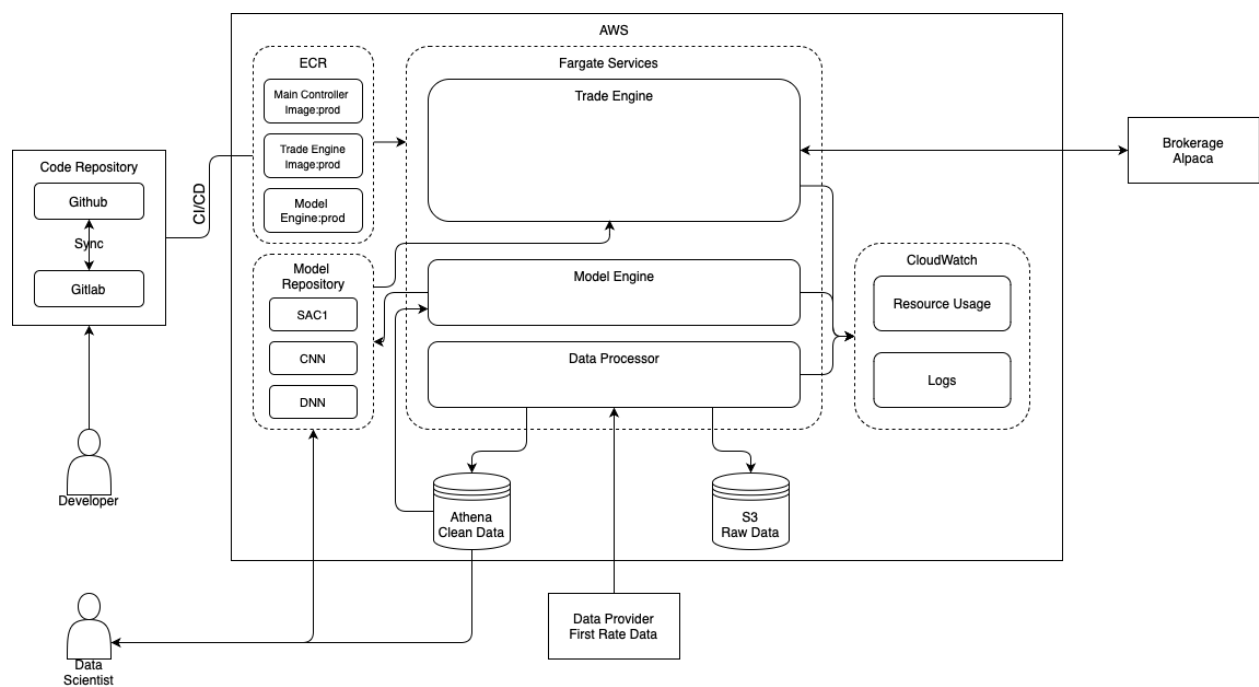 AWS
ECR
Main Controller
Image:prod
Trade Engine
Image:prod
Model
Engine:prod
Fargate Services
Trade Engine
Brokerage
Alpaca
Code Repository
Github
Sync
Gitlab
CI/CD
Model
Repository
SAC1
CNN
DNN
Model Engine
Data Processor
CloudWatch
Resource Usage
Logs
Developer
Athena
Clean Data
S3
Raw Data
Data Provider
First Rate Data
Data
Scientist